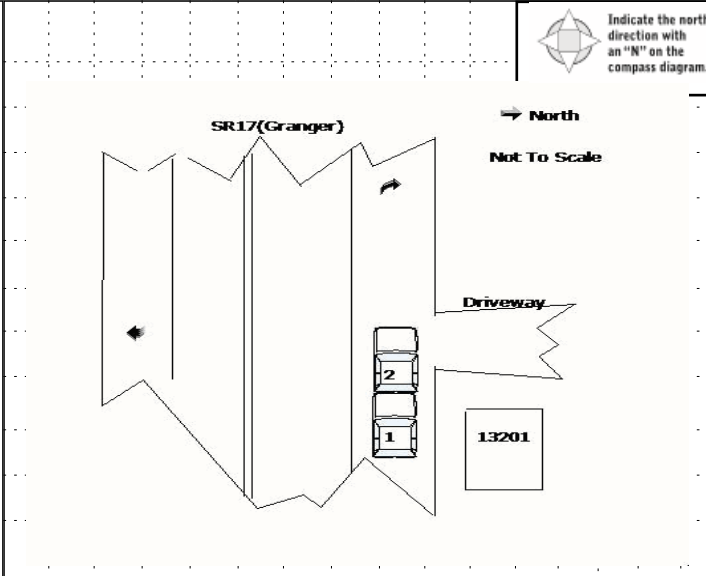 Indicate the north
direction with
an “N” on the
compass diagram.
SR17(Granger)
North
Not To Scale
Driveway
2
1
13201